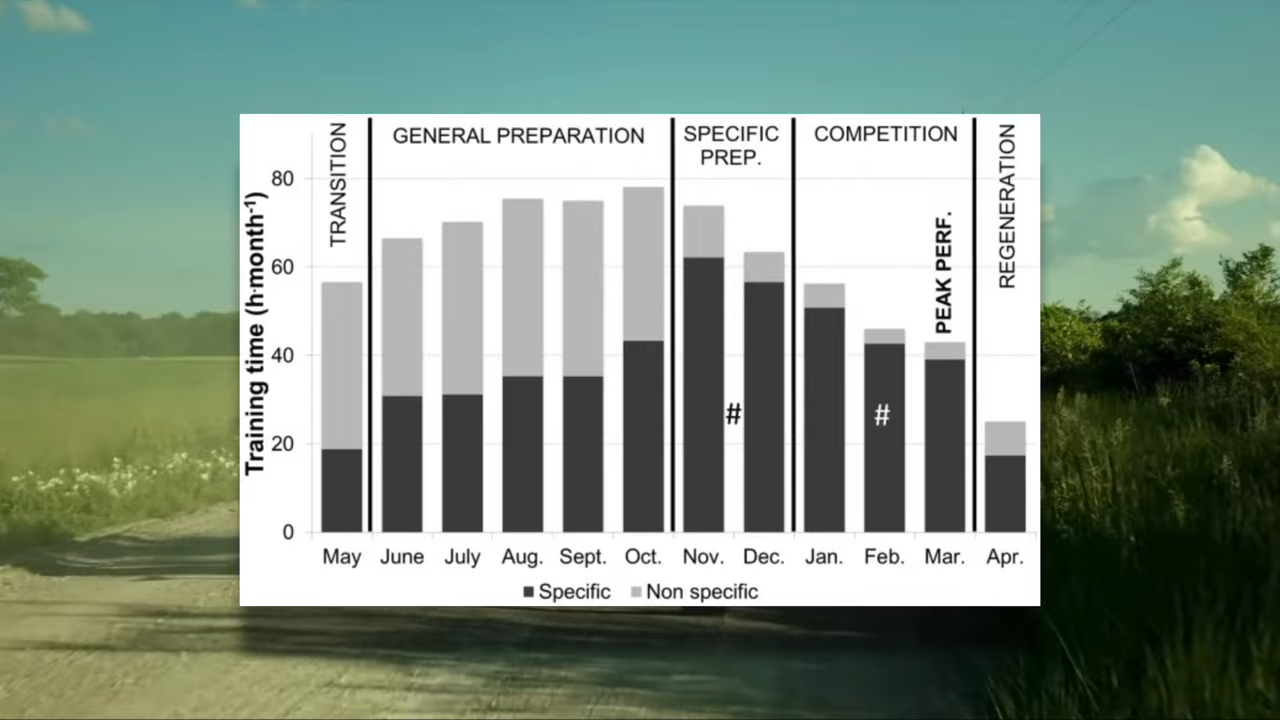 TRANSITION
GENERAL PREPARATION
SPECIFIC
PREP.
COMPETITION
REGENERATION
PEAK PERF.
Training time (h·month-1)
80
60
40
20
0
#
#
May June July Aug. Sept. Oct. Nov. Dec. Jan. Feb. Mar. Apr.
Specific Non specific